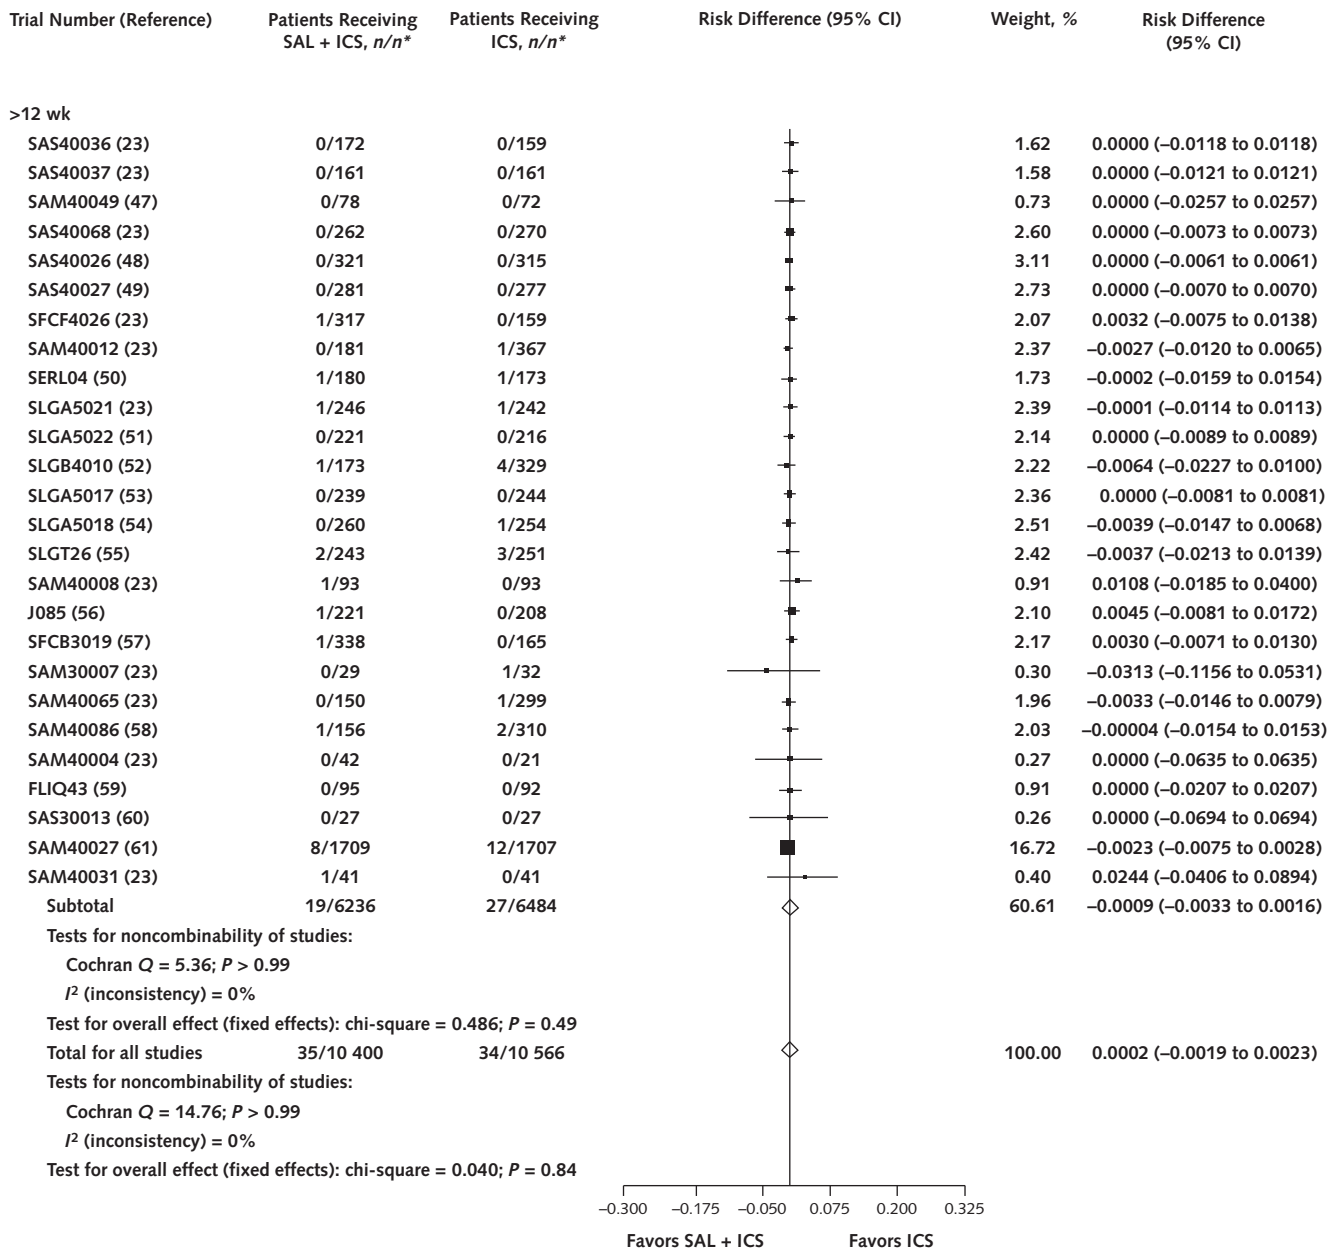 Trial Number (Reference) Patients Receiving Patients Receiving Risk Difference (95% CI) Weight, % Risk Difference
SAL + ICS, n/n* ICS, n/n* (95% CI)
>12 wk
SAS40036 (23) 0/172 0/159 1.62 0.0000 (–0.0118 to 0.0118)
SAS40037 (23) 0/161 0/161 1.58 0.0000 (–0.0121 to 0.0121)
SAM40049 (47) 0/78 0/72 0.73 0.0000 (–0.0257 to 0.0257)
SAS40068 (23) 0/262 0/270 2.60 0.0000 (–0.0073 to 0.0073)
SAS40026 (48) 0/321 0/315 3.11 0.0000 (–0.0061 to 0.0061)
SAS40027 (49) 0/281 0/277 2.73 0.0000 (–0.0070 to 0.0070)
SFCF4026 (23) 1/317 0/159 2.07 0.0032 (–0.0075 to 0.0138)
SAM40012 (23) 0/181 1/367 2.37 –0.0027 (–0.0120 to 0.0065)
SERL04 (50) 1/180 1/173 1.73 –0.0002 (–0.0159 to 0.0154)
SLGA5021 (23) 1/246 1/242 2.39 –0.0001 (–0.0114 to 0.0113)
SLGA5022 (51) 0/221 0/216 2.14 0.0000 (–0.0089 to 0.0089)
SLGB4010 (52) 1/173 4/329 2.22 –0.0064 (–0.0227 to 0.0100)
SLGA5017 (53) 0/239 0/244 2.36 0.0000 (–0.0081 to 0.0081)
SLGA5018 (54) 0/260 1/254 2.51 –0.0039 (–0.0147 to 0.0068)
SLGT26 (55) 2/243 3/251 2.42 –0.0037 (–0.0213 to 0.0139)
SAM40008 (23) 1/93 0/93 0.91 0.0108 (–0.0185 to 0.0400)
J085 (56) 1/221 0/208 2.10 0.0045 (–0.0081 to 0.0172)
SFCB3019 (57) 1/338 0/165 2.17 0.0030 (–0.0071 to 0.0130)
SAM30007 (23) 0/29 1/32 0.30 –0.0313 (–0.1156 to 0.0531)
SAM40065 (23) 0/150 1/299 1.96 –0.0033 (–0.0146 to 0.0079)
SAM40086 (58) 1/156 2/310 2.03 –0.00004 (–0.0154 to 0.0153)
SAM40004 (23) 0/42 0/21 0.27 0.0000 (–0.0635 to 0.0635)
FLIQ43 (59) 0/95 0/92 0.91 0.0000 (–0.0207 to 0.0207)
SAS30013 (60) 0/27 0/27 0.26 0.0000 (–0.0694 to 0.0694)
SAM40027 (61) 8/1709 12/1707 16.72 –0.0023 (–0.0075 to 0.0028)
SAM40031 (23) 1/41 0/41 0.40 0.0244 (–0.0406 to 0.0894)
Subtotal 19/6236 27/6484 60.61 –0.0009 (–0.0033 to 0.0016)
Tests for noncombinability of studies:
Cochran Q = 5.36; P > 0.99
I² (inconsistency) = 0%
Test for overall effect (fixed effects): chi-square = 0.486; P = 0.49
Total for all studies 35/10 400 34/10 566 100.00 0.0002 (–0.0019 to 0.0023)
Tests for noncombinability of studies:
Cochran Q = 14.76; P > 0.99
I² (inconsistency) = 0%
Test for overall effect (fixed effects): chi-square = 0.040; P = 0.84
–0.300 –0.175 –0.050 0.075 0.200 0.325
Favors SAL + ICS Favors ICS